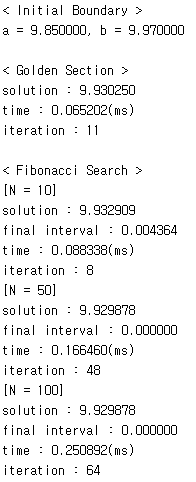 < Initial Boundary >
a = 9.850000, b = 9.970000
< Golden Section >
solution : 9.930250
time : 0.065202(ms)
iteration : 11
< Fibonacci Search >
[N = 10]
solution : 9.932909
final interval : 0.004364
time : 0.088338(ms)
iteration : 8
[N = 50]
solution : 9.929878
final interval : 0.000000
time : 0.166460(ms)
iteration : 48
[N = 100]
solution : 9.929878
final interval : 0.000000
time : 0.250892(ms)
iteration : 64